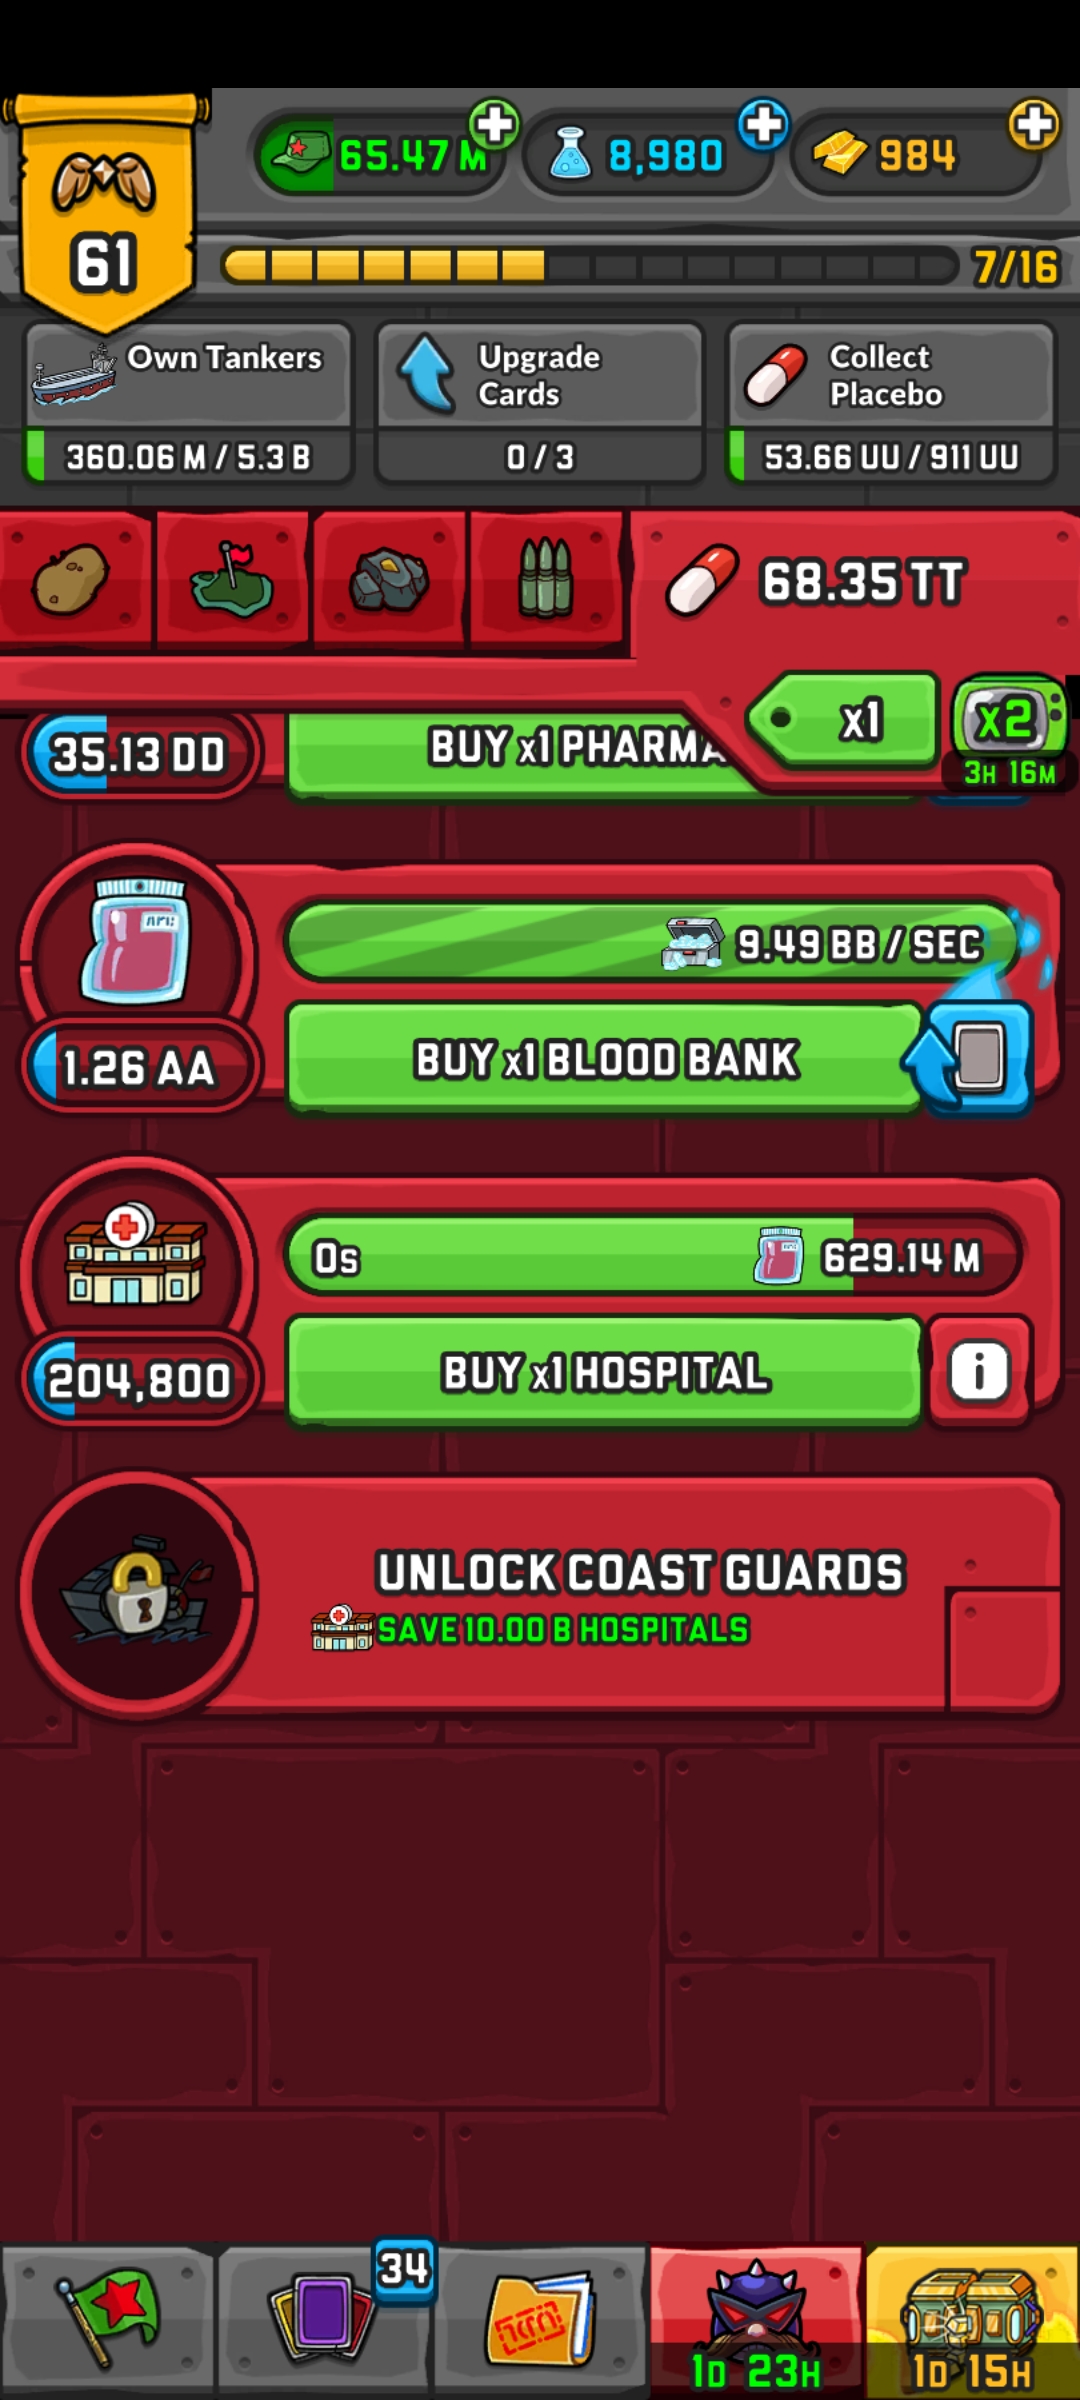 65.47 M
8,980
984
61
7/16
Own Tankers
360.06 M / 5.3 B
Upgrade
Cards
0 / 3
Collect
Placebo
53.66 UU / 911 UU
68.35 TT
x1
x2
3H 16M
35.13 DD
BUY x1 PHARMA
9.49 BB / SEC
1.26 AA
BUY x1 BLOOD BANK
0s
629.14 M
204,800
BUY x1 HOSPITAL
i
UNLOCK COAST GUARDS
SAVE 10.00 B HOSPITALS
34
1D 23H
1D 15H